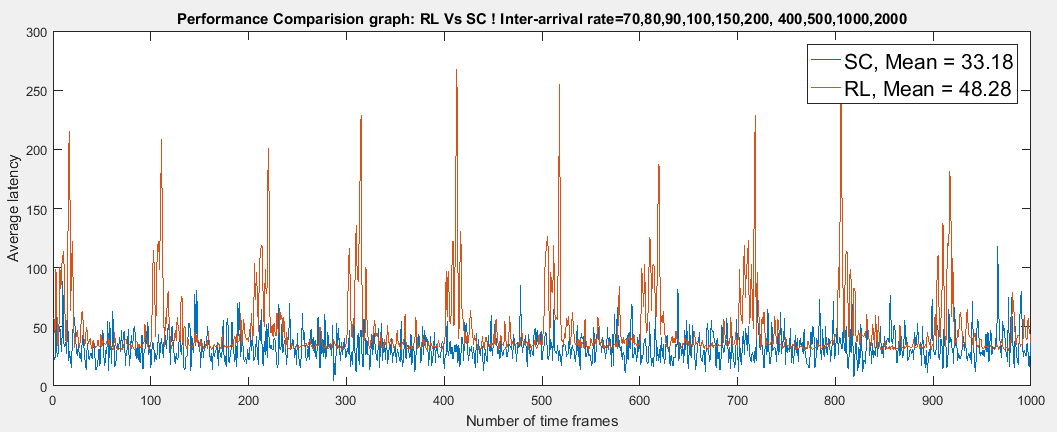 Performance Comparision graph: RL Vs SC ! Inter-arrival rate=70,80,90,100,150,200, 400,500,1000,2000
300
250
200
150
100
50
0
Average latency
SC, Mean = 33.18
RL, Mean = 48.28
0 100 200 300 400 500 600 700 800 900 1000
Number of time frames